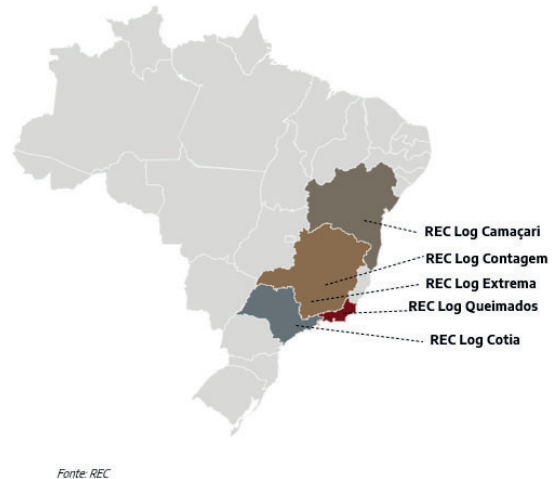 REC Log Camaçari
REC Log Contagem
REC Log Extrema
REC Log Queimados
REC Log Cotia
Fonte: REC